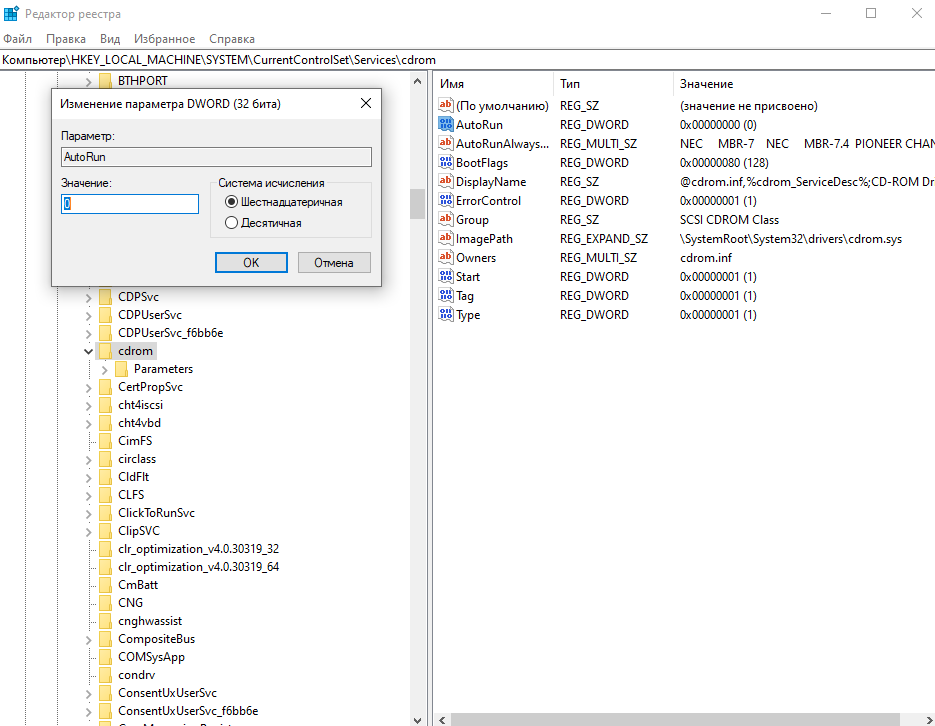 Редактор реестра
Файл Правка Вид Избранное Справка
Компьютер\HKEY_LOCAL_MACHINE\SYSTEM\CurrentControlSet\Services\cdrom
BTHPORT
Изменение параметра DWORD (32 бита)
Параметр:
AutoRun
Значение:
0
Система исчисления
Шестнадцатеричная
Десятичная
OK Отмена
CDPSvc
CDPUserSvc
CDPUserSvc_f6bb6e
cdrom
Parameters
CertPropSvc
cht4iscsi
cht4vbd
CimFS
circlass
CldFlt
CLFS
ClickToRunSvc
ClipSVC
clr_optimization_v4.0.30319_32
clr_optimization_v4.0.30319_64
CmBatt
CNG
cnghwassist
CompositeBus
COMSysApp
condrv
ConsentUxUserSvc
ConsentUxUserSvc_f6bb6e
Имя Тип Значение
(По умолчанию) REG_SZ (значение не присвоено)
AutoRun REG_DWORD 0x00000000 (0)
AutoRunAlways... REG_MULTI_SZ NEC MBR-7 NEC MBR-7.4 PIONEER CHAN
BootFlags REG_DWORD 0x00000080 (128)
DisplayName REG_SZ @cdrom.inf,%cdrom_ServiceDesc%;CD-ROM Dr
ErrorControl REG_DWORD 0x00000001 (1)
Group REG_SZ SCSI CDROM Class
ImagePath REG_EXPAND_SZ \SystemRoot\System32\drivers\cdrom.sys
Owners REG_MULTI_SZ cdrom.inf
Start REG_DWORD 0x00000001 (1)
Tag REG_DWORD 0x00000001 (1)
Type REG_DWORD 0x00000001 (1)